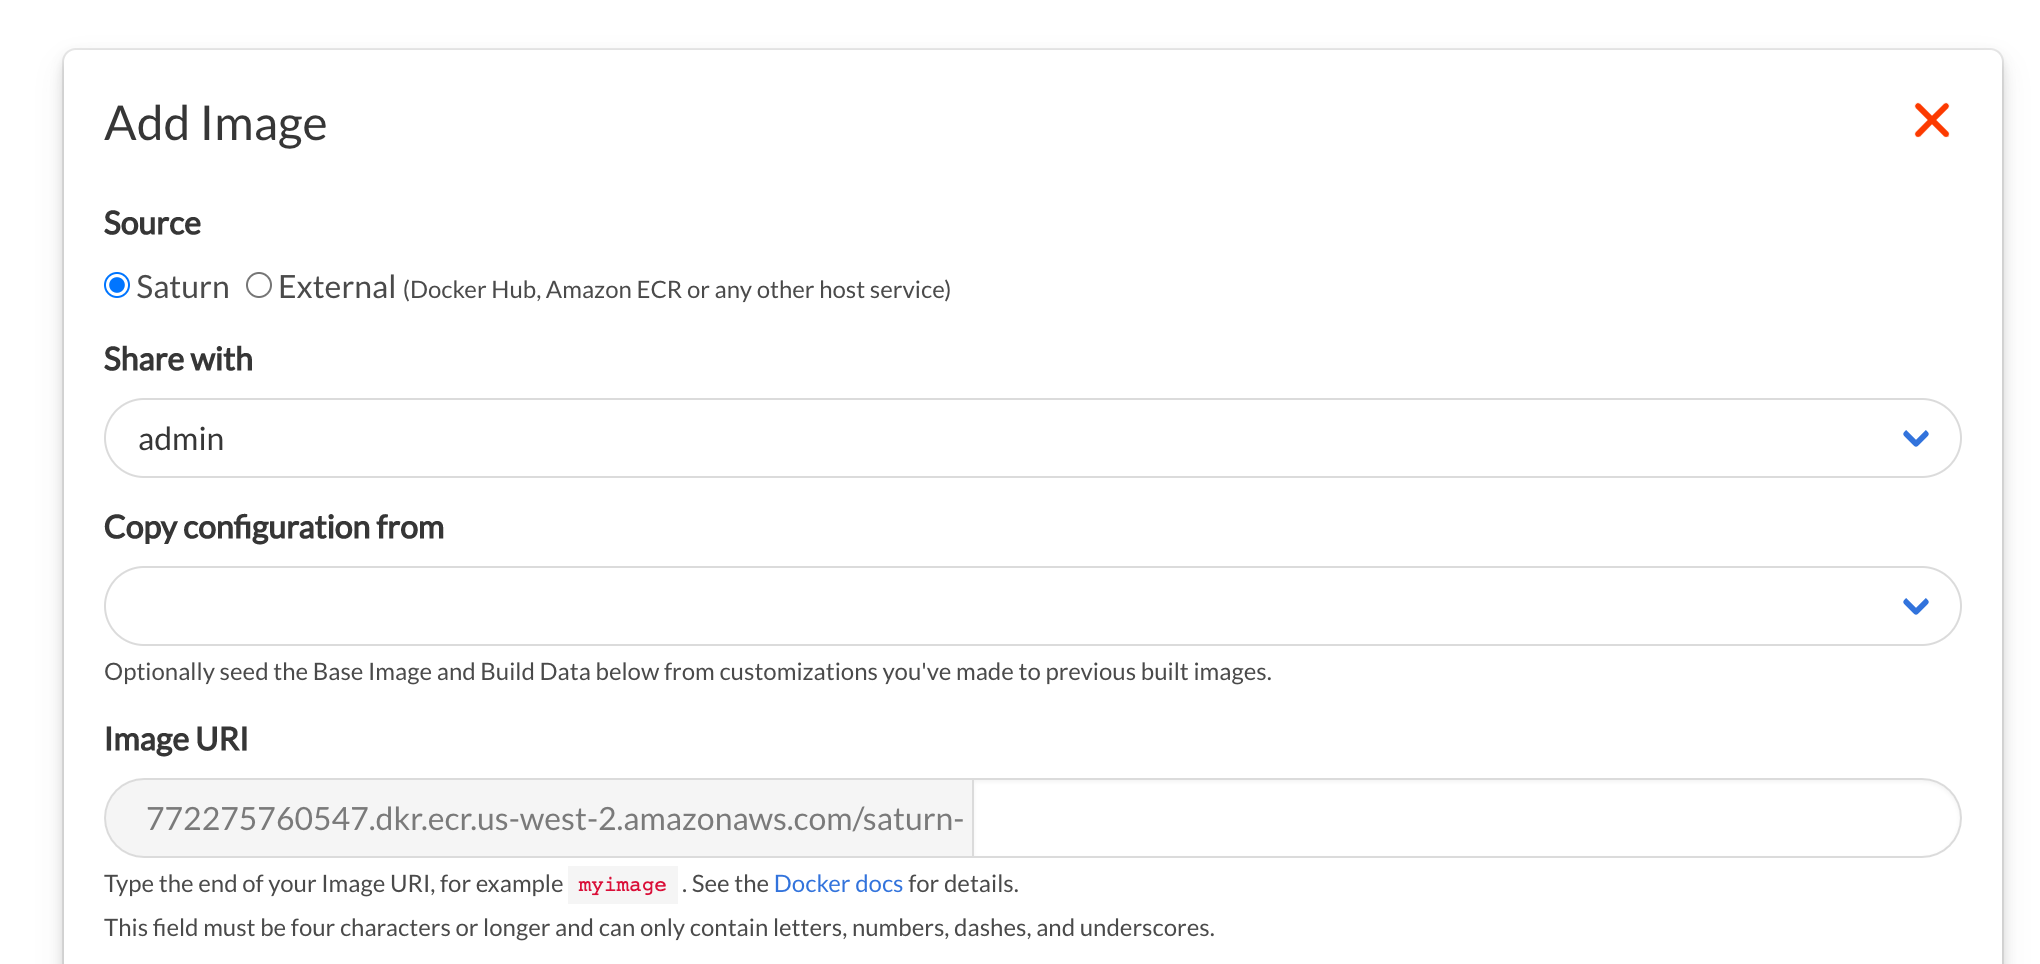 Add Image
Source
Saturn External (Docker Hub, Amazon ECR or any other host service)
Share with
admin
Copy configuration from
Optionally seed the Base Image and Build Data below from customizations you've made to previous built images.
Image URI
772275760547.dkr.ecr.us-west-2.amazonaws.com/saturn-
Type the end of your Image URI, for example myimage . See the Docker docs for details.
This field must be four characters or longer and can only contain letters, numbers, dashes, and underscores.